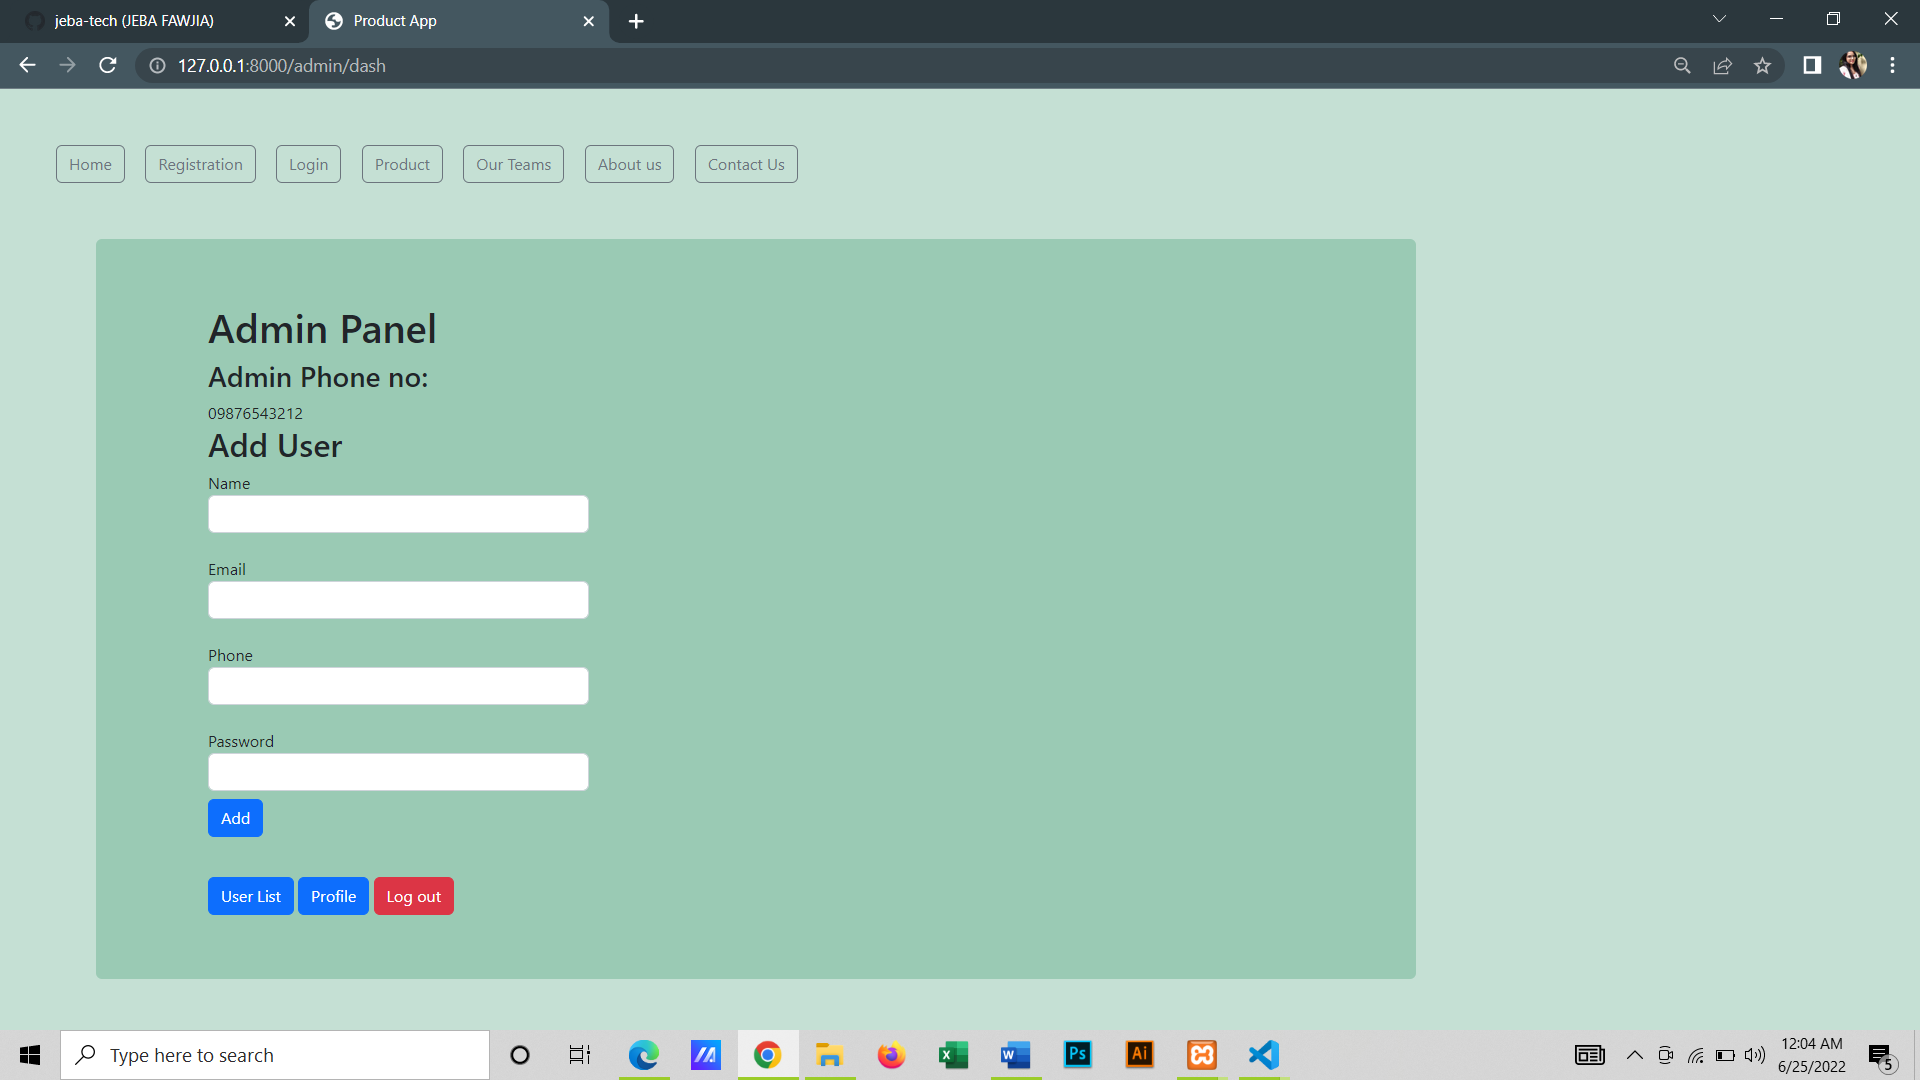 jeba-tech (JEBA FAWJIA)
Product App
127.0.0.1:8000/admin/dash
Home Registration Login Product Our Teams About us Contact Us
Admin Panel
Admin Phone no:
09876543212
Add User
Name
Email
Phone
Password
Add
User List Profile Log out
Type here to search
X
W
Ps
Ai
12:04 AM
6/25/2022
5